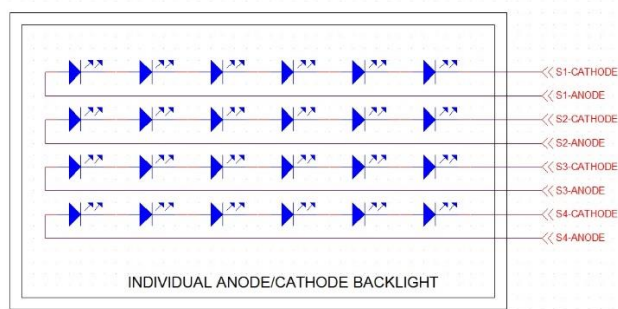 S1-CATHODE
S1-ANODE
S2-CATHODE
S2-ANODE
S3-CATHODE
S3-ANODE
S4-CATHODE
S4-ANODE
INDIVIDUAL ANODE/CATHODE BACKLIGHT